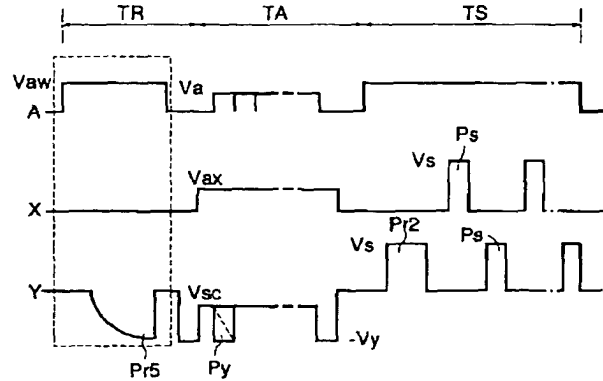 TR TA TS
Vaw Va
A
Vs Ps
Vax
X
Vs Pr2 Ps
Y Vsc
-Vy
Pr5 Py